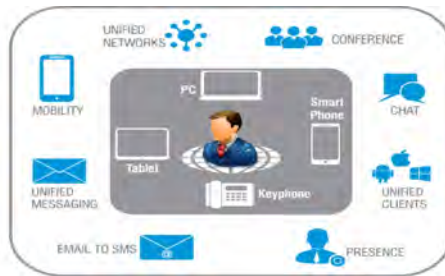 UNIFIED
NETWORKS
CONFERENCE
MOBILITY
PC
Smart
Phone
CHAT
Tablet
UNIFIED
MESSAGING
Keyphone
UNIFIED
CLIENTS
EMAIL TO SMS
@
PRESENCE
@